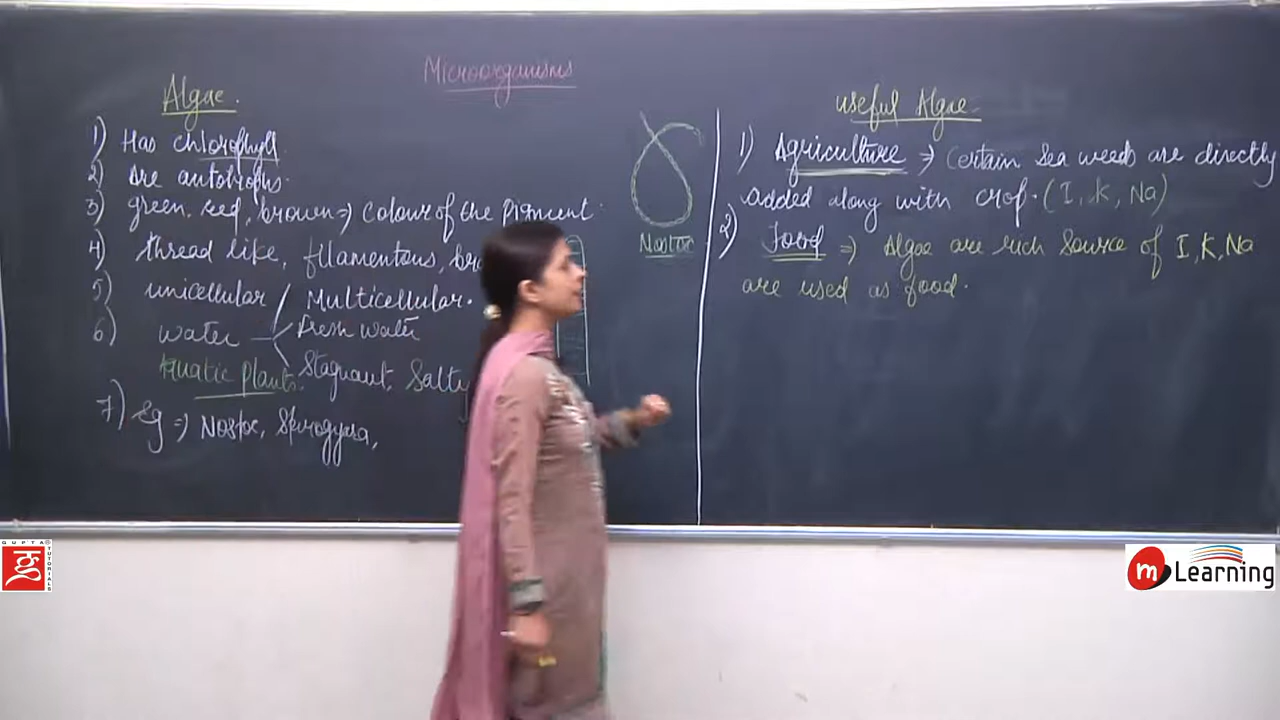 Microorganisms
Algae.
1) Has chlorophyll
2) Are autotrophs.
3) green, red, brown => Colour of the Pigment.
4) thread like, filamentous,
5) unicellular / Multicellular.
6) water - Fresh water
Stagnant, Salty
Aquatic Plants.
7) eg => Nostoc, Spirogyra,
Nostoc
useful Algae.
1) Agriculture => Certain Sea weeds are directly
added along with crop. (I, K, Na)
2) Food => Algae are rich source of I, K, Na
are used as food.
GUPTA TUTORIALS
m Learning